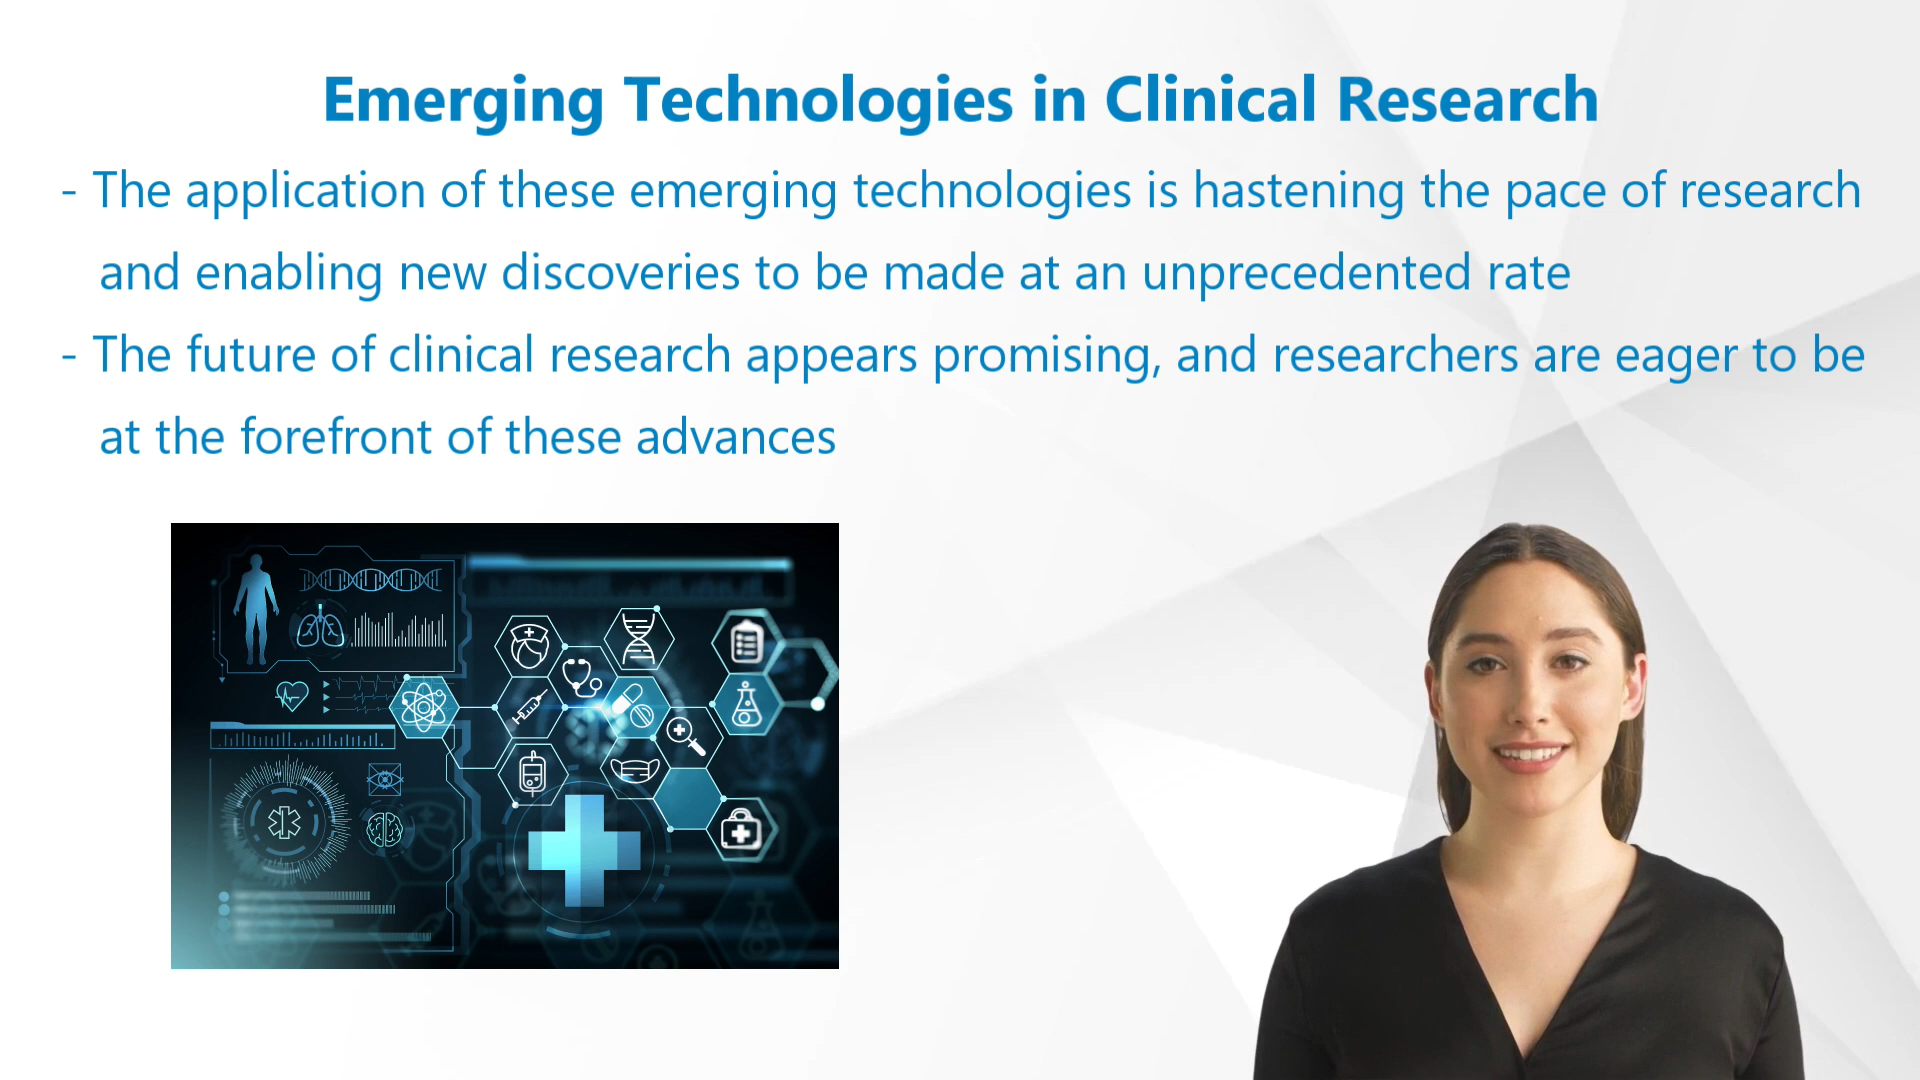 Emerging Technologies in Clinical Research
- The application of these emerging technologies is hastening the pace of research
and enabling new discoveries to be made at an unprecedented rate
- The future of clinical research appears promising, and researchers are eager to be
at the forefront of these advances